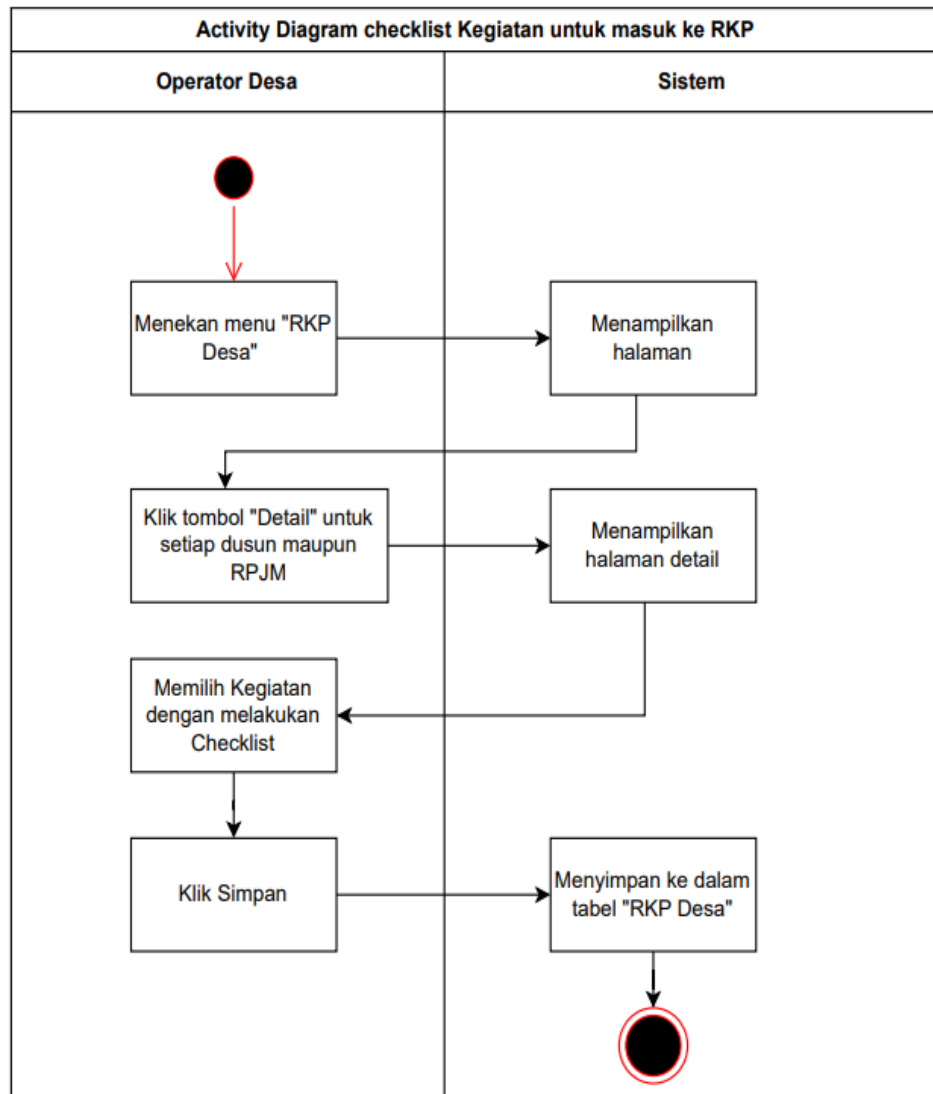 Activity Diagram checklist Kegiatan untuk masuk ke RKP
Operator Desa
Sistem
Menekan menu "RKP
Desa"
Menampilkan
halaman
Klik tombol "Detail" untuk
setiap dusun maupun
RPJM
Menampilkan
halaman detail
Memilih Kegiatan
dengan melakukan
Checklist
Klik Simpan
Menyimpan ke dalam
tabel "RKP Desa"